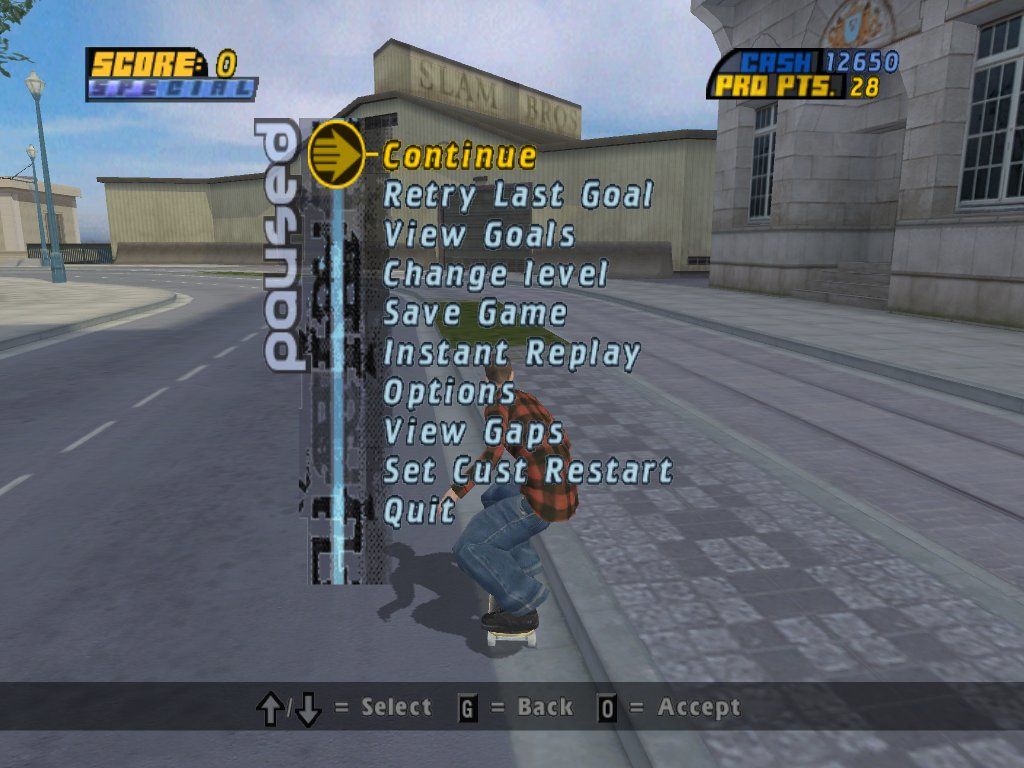 SCORE: 0
SPECIAL
CASH 12650
PRO PTS. 28
SLAM BROS
paused
Continue
Retry Last Goal
View Goals
Change level
Save Game
Instant Replay
Options
View Gaps
Set Cust Restart
Quit
↑/↓ = Select G = Back O = Accept